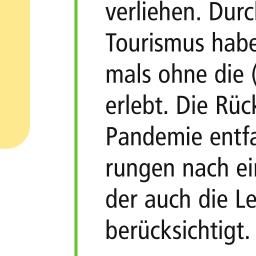 verliehen. Durch
Tourismus habe
mals ohne die (
erlebt. Die Rück
Pandemie entfa
rungen nach ein
der auch die Le
berücksichtigt.